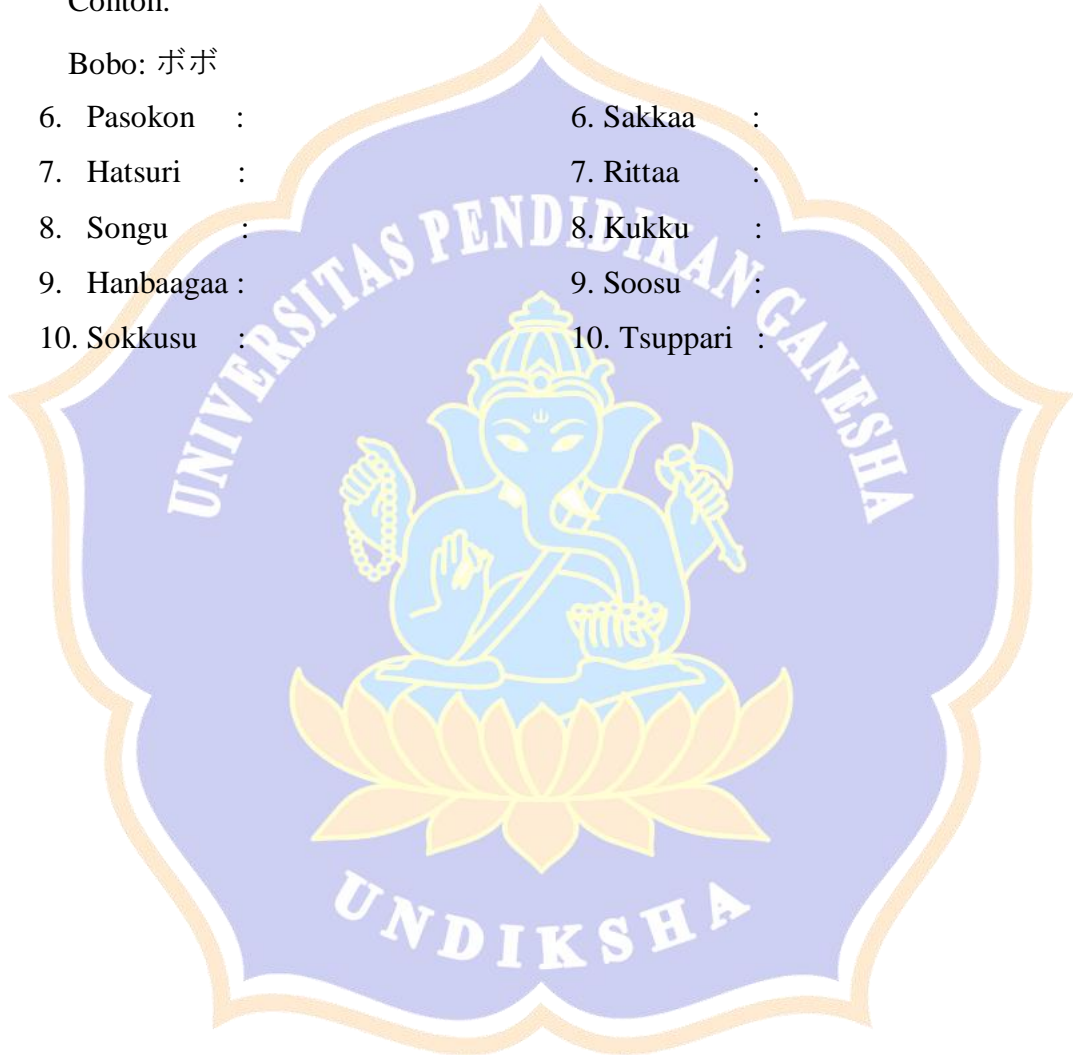 Contoh:
Bobo: ボボ
6. Pasokon :
7. Hatsuri :
8. Songu :
9. Hanbaagaa :
10. Sokkusu :
6. Sakkaa :
7. Rittaa :
8. Kukku :
9. Soosu :
10. Tsuppari :
UNIVERSITAS PENDIDIKAN GANESHA
UNDIKSHA